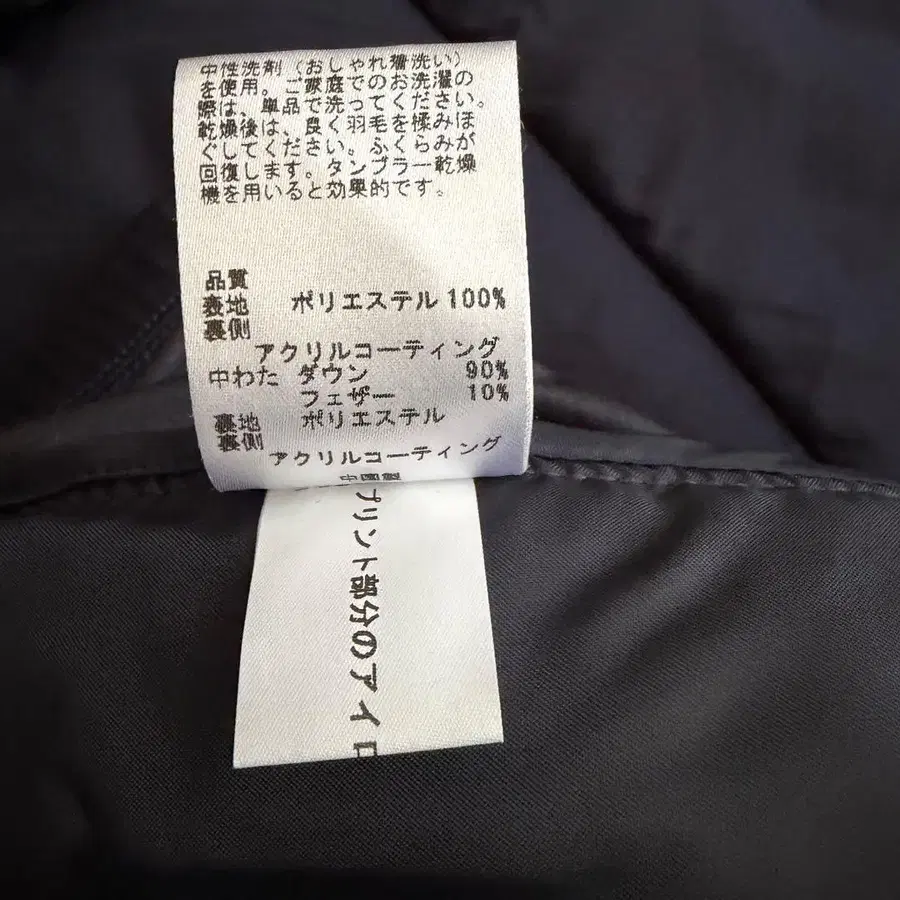 中性洗剤（おしゃれ着洗い）
を使用。ご家庭でのお洗濯の
際は、単品で洗ってください。
乾燥後は、良く羽毛を揉みほ
ぐしてください。ふくらみが
回復します。タンブラー乾燥
機を用いると効果的です。
品質
表地 ポリエステル 100%
裏側
アクリルコーティング
中わた ダウン 90%
フェザー 10%
裏地 ポリエステル
裏側
アクリルコーティング
プリント部分のアイロ